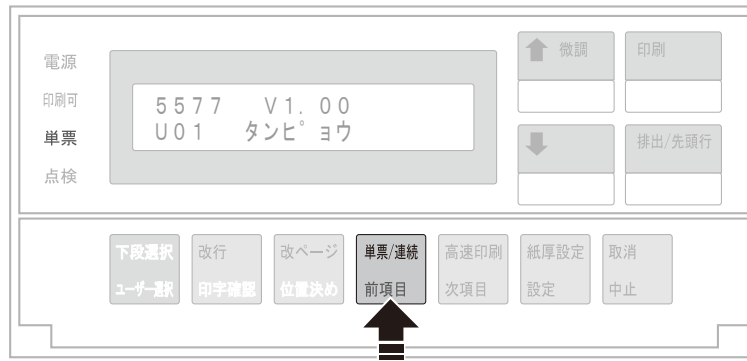 電源
印刷可
単票
点検
5577 V1.00
U01 タンピョウ
微調
印刷
排出/先頭行
下段選択
ユーザー選択
改行
印字確認
改ページ
位置決め
単票/連続
前項目
高速印刷
次項目
紙厚設定
設定
取消
中止